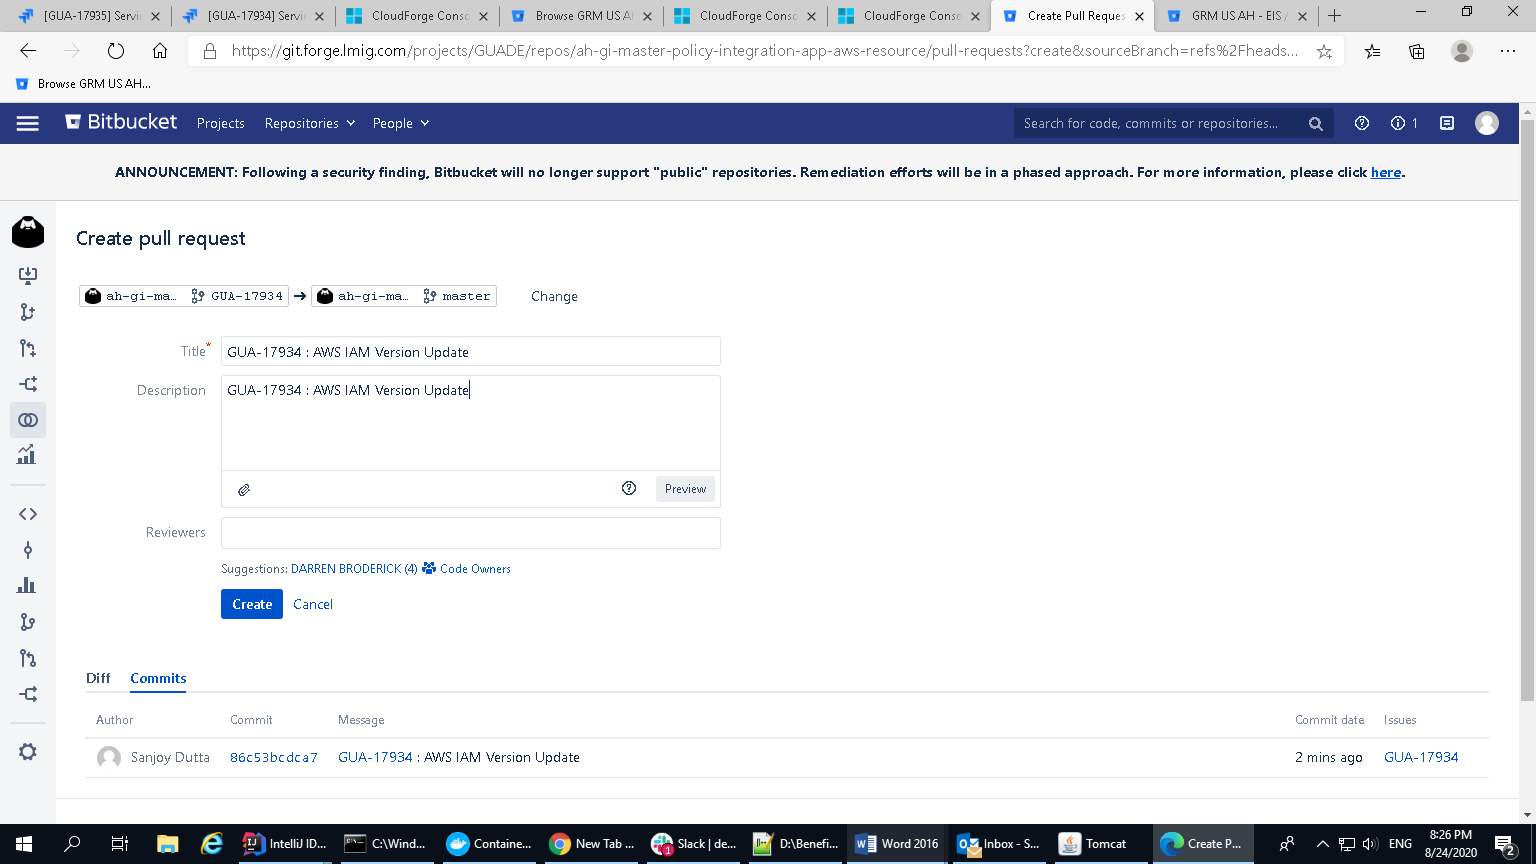 [GUA-17935] Servi
[GUA-17934] Servi
CloudForge Conso
Browse GRM US A
CloudForge Conso
CloudForge Conso
Create Pull Reques
GRM US AH - EIS /
https://git.forge.lmig.com/projects/GUADE/repos/ah-gi-master-policy-integration-app-aws-resource/pull-requests?create&sourceBranch=refs%2Fheads...
Browse GRM US AH...
Bitbucket Projects Repositories People Search for code, commits or repositories... 1
ANNOUNCEMENT: Following a security finding, Bitbucket will no longer support "public" repositories. Remediation efforts will be in a phased approach. For more information, please click here.
Create pull request
ah-gi-ma… GUA-17934 → ah-gi-ma… master Change
Title* GUA-17934 : AWS IAM Version Update
Description GUA-17934 : AWS IAM Version Update
Preview
Reviewers
Suggestions: DARREN BRODERICK (4) Code Owners
Create Cancel
Diff Commits
Author Commit Message Commit date Issues
Sanjoy Dutta 86c53bcdca7 GUA-17934 : AWS IAM Version Update 2 mins ago GUA-17934
IntelliJ ID... C:\Wind... Containe... New Tab ... Slack | de... D:\Benefi... Word 2016 Inbox - S... Tomcat Create P... ENG
8:26 PM
8/24/2020
1
2